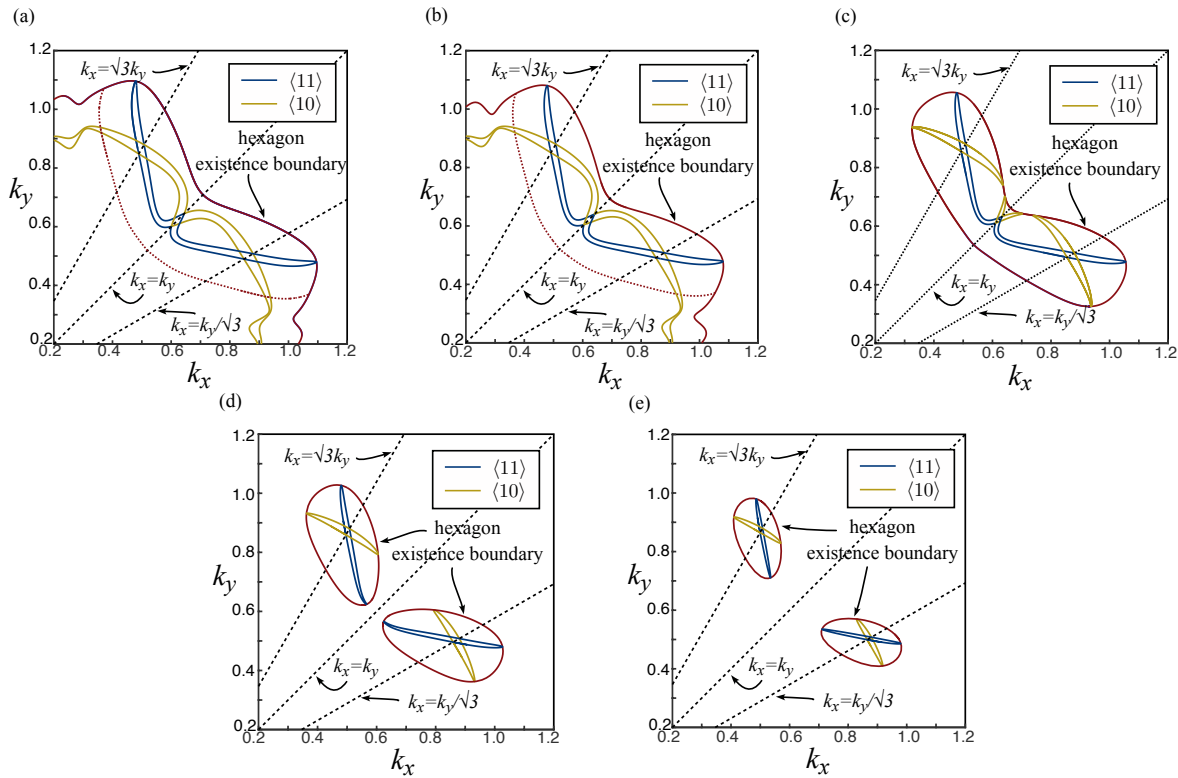 (a)
1.2
1.0
0.8
0.6
0.4
0.2
0.2 0.4 0.6 0.8 1.0 1.2
k_y
k_x
k_x=√3k_y
⟨11⟩
⟨10⟩
hexagon
existence boundary
k_x=k_y
k_x=k_y/√3
(b)
1.2
1.0
0.8
0.6
0.4
0.2
0.2 0.4 0.6 0.8 1.0 1.2
k_y
k_x
k_x=√3k_y
⟨11⟩
⟨10⟩
hexagon
existence boundary
k_x=k_y
k_x=k_y/√3
(c)
1.2
1.0
0.8
0.6
0.4
0.2
0.2 0.4 0.6 0.8 1.0 1.2
k_y
k_x
k_x=√3k_y
⟨11⟩
⟨10⟩
hexagon
existence boundary
k_x=k_y
k_x=k_y/√3
(d)
1.2
1.0
0.8
0.6
0.4
0.2
0.2 0.4 0.6 0.8 1.0 1.2
k_y
k_x
k_x=√3k_y
⟨11⟩
⟨10⟩
hexagon
existence boundary
k_x=k_y
k_x=k_y/√3
(e)
1.2
1.0
0.8
0.6
0.4
0.2
0.2 0.4 0.6 0.8 1.0 1.2
k_y
k_x
k_x=√3k_y
⟨11⟩
⟨10⟩
hexagon
existence boundary
k_x=k_y
k_x=k_y/√3